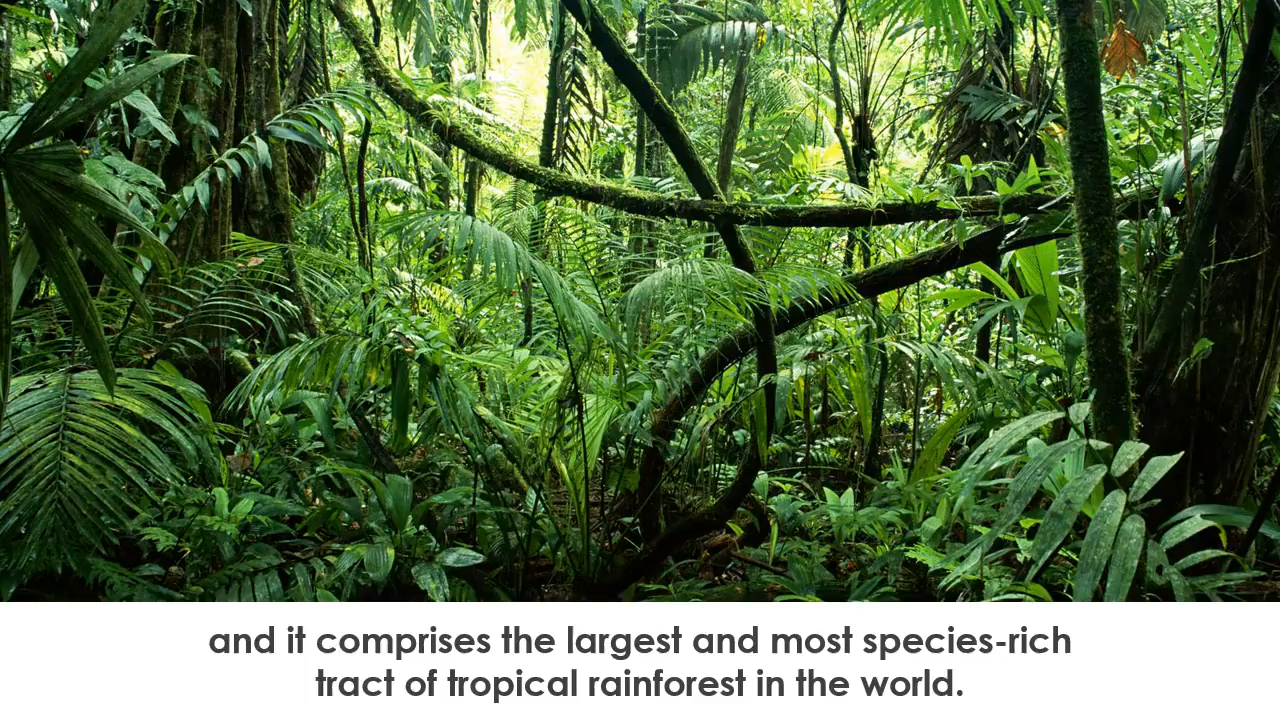 and it comprises the largest and most species-rich
tract of tropical rainforest in the world.